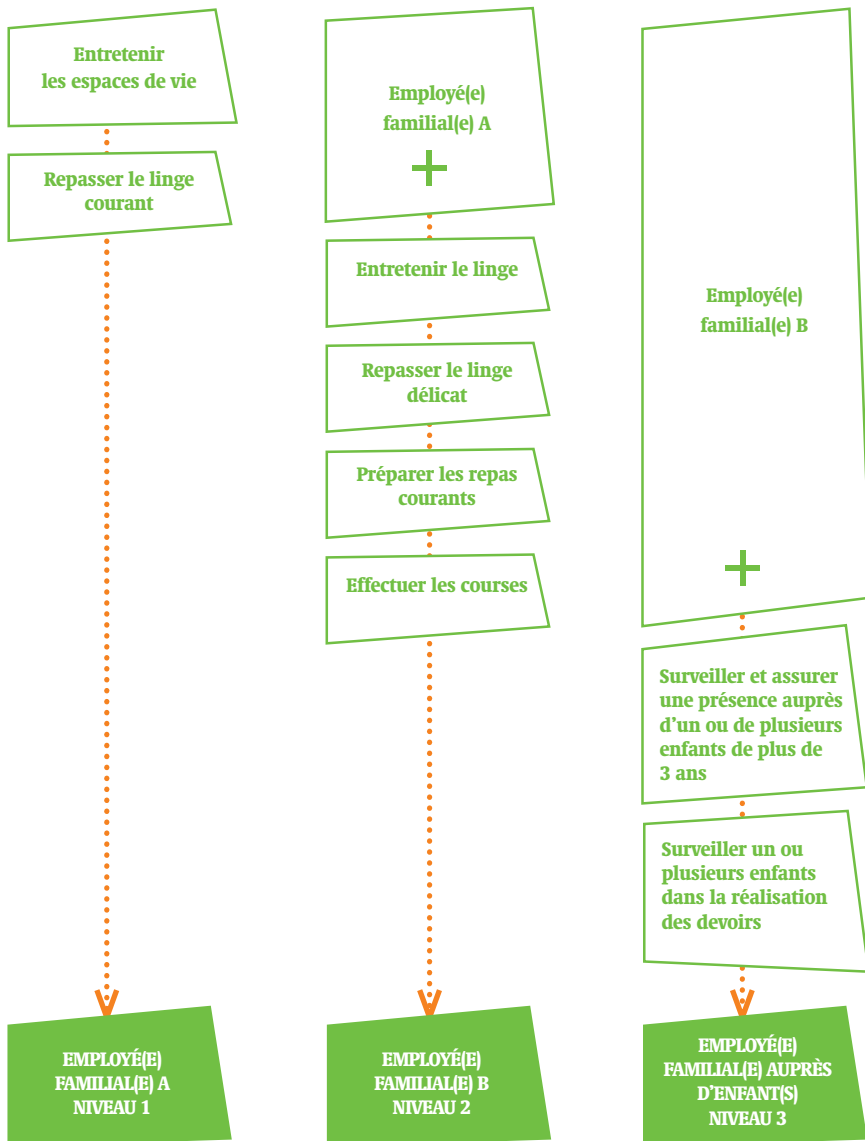 Entretenir
les espaces de vie
Repasser le linge
courant
EMPLOYÉ(E)
FAMILIAL(E) A
NIVEAU 1
Employé(e)
familial(e) A
+
Entretenir le linge
Repasser le linge
délicat
Préparer les repas
courants
Effectuer les courses
EMPLOYÉ(E)
FAMILIAL(E) B
NIVEAU 2
Employé(e)
familial(e) B
+
Surveiller et assurer
une présence auprès
d’un ou de plusieurs
enfants de plus de
3 ans
Surveiller un ou
plusieurs enfants
dans la réalisation
des devoirs
EMPLOYÉ(E)
FAMILIAL(E) AUPRÈS
D’ENFANT(S)
NIVEAU 3